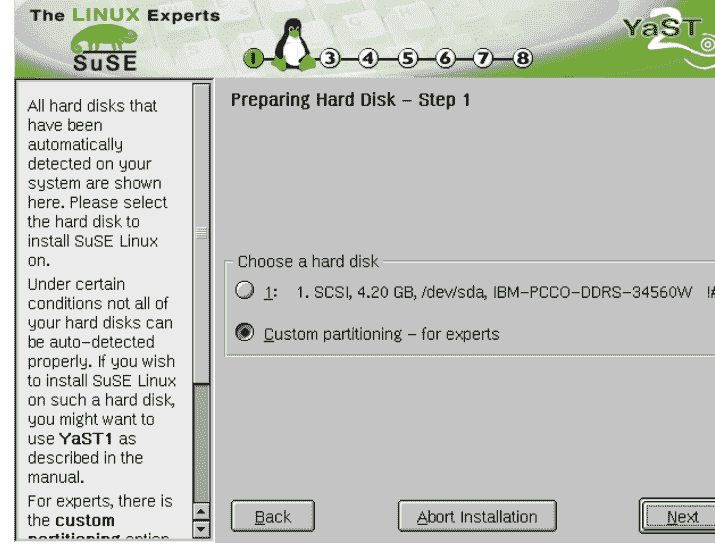 The LINUX Experts
SuSE
YaST
2
1 3 4 5 6 7 8
All hard disks that
have been
automatically
detected on your
system are shown
here. Please select
the hard disk to
install SuSE Linux
on.
Under certain
conditions not all of
your hard disks can
be auto-detected
properly. If you wish
to install SuSE Linux
on such a hard disk,
you might want to
use YaST1 as
described in the
manual.
For experts, there is
the custom
partitioning option
Preparing Hard Disk – Step 1
Choose a hard disk
1: 1. SCSI, 4.20 GB, /dev/sda, IBM-PCCO-DDRS-34560W
Custom partitioning – for experts
Back
Abort Installation
Next